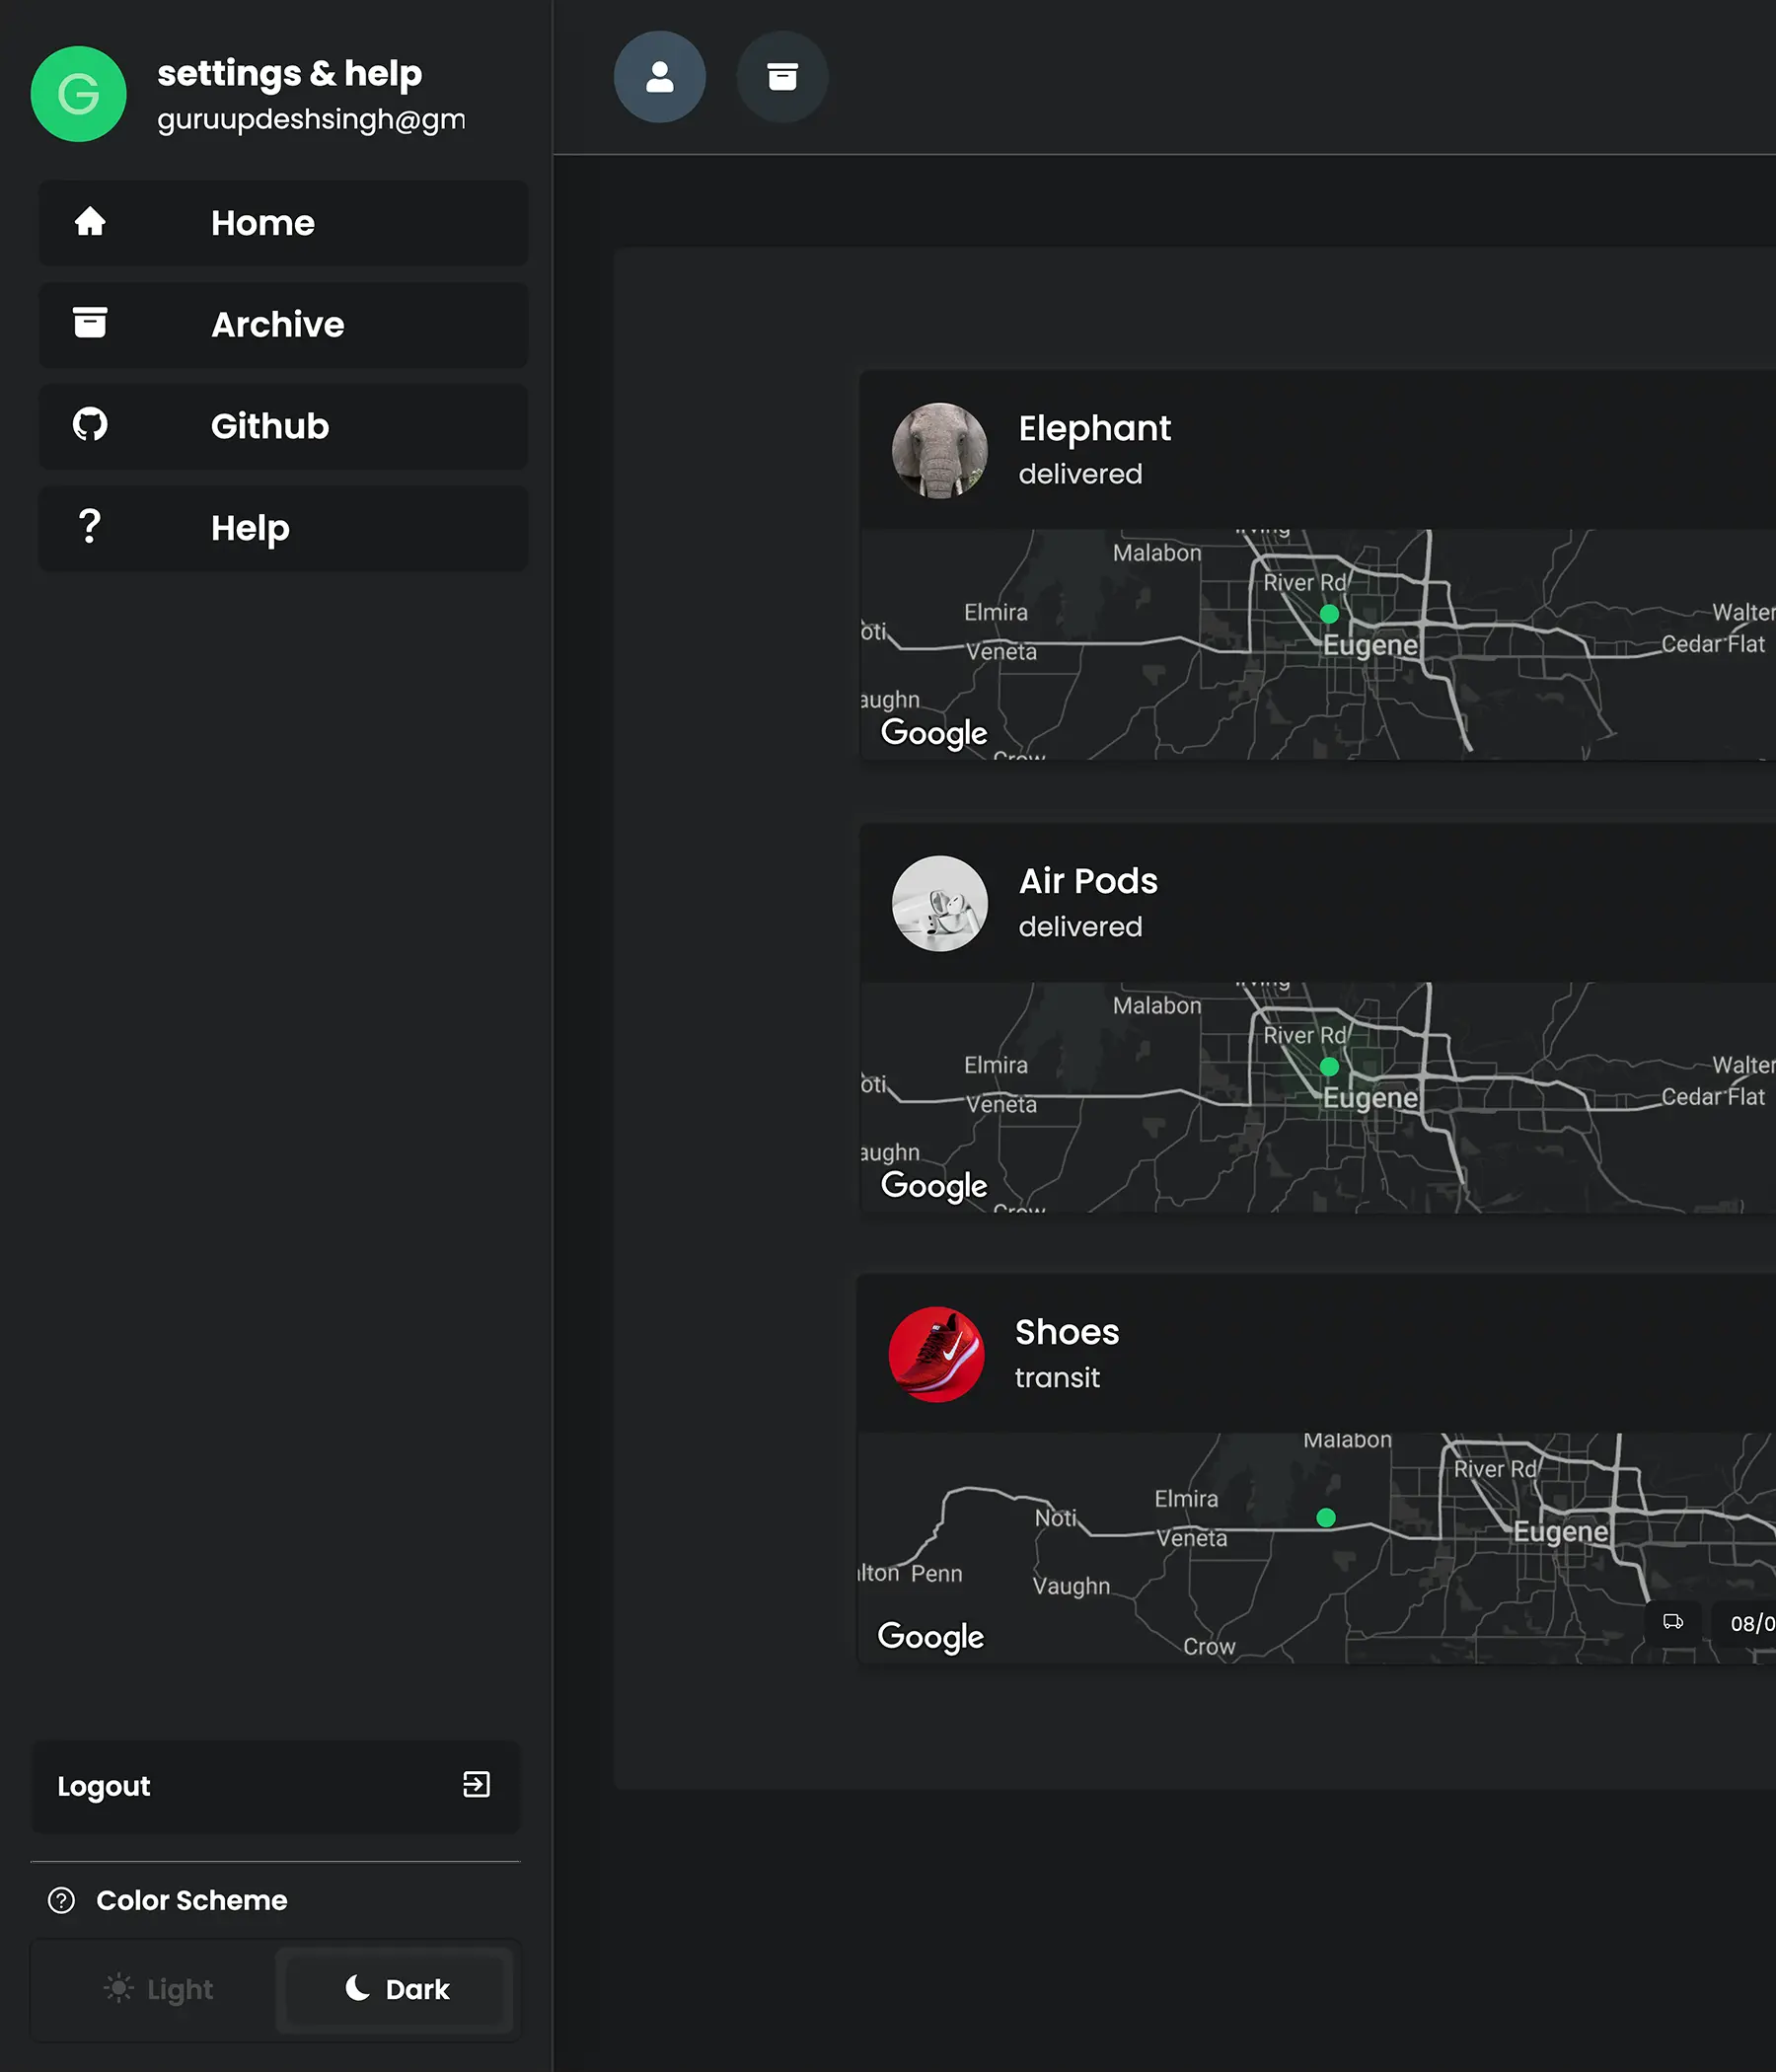 G
settings & help
guruupdeshsingh@gm
Home
Archive
Github
Help
Logout
Color Scheme
Light
Dark
Elephant
delivered
Irving
Malabon
River Rd
Elmira
Walter
oti
Eugene
Cedar Flat
Veneta
aughn
Google
Crow
Air Pods
delivered
Irving
Malabon
River Rd
Elmira
Walter
oti
Eugene
Cedar Flat
Veneta
aughn
Google
Crow
Shoes
transit
Malabon
River Rd
Elmira
Noti
Eugene
Veneta
lton Penn
Vaughn
08/0
Google
Crow